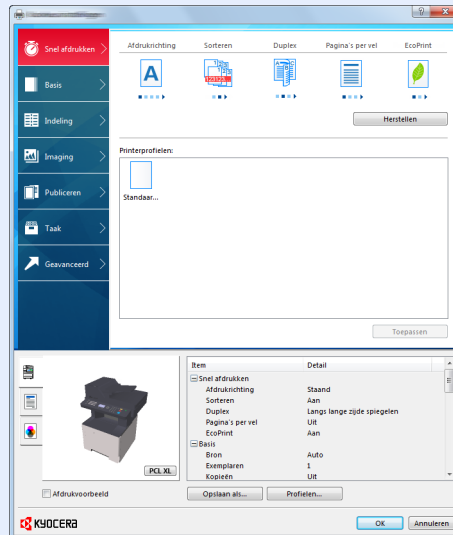 Snel afdrukken
Basis
Indeling
Imaging
Publiceren
Taak
Geavanceerd
Afdrukrichting Sorteren Duplex Pagina's per vel EcoPrint
A
123123
Herstellen
Printerprofielen:
Standaar...
Toepassen
Item Detail
Snel afdrukken
Afdrukrichting Staand
Sorteren Aan
Duplex Langs lange zijde spiegelen
Pagina's per vel Uit
EcoPrint Aan
Basis
Bron Auto
Exemplaren 1
Kopieën Uit
PCL XL
Afdrukvoorbeeld
Opslaan als... Profielen...
KYOCERA
OK Annuleren